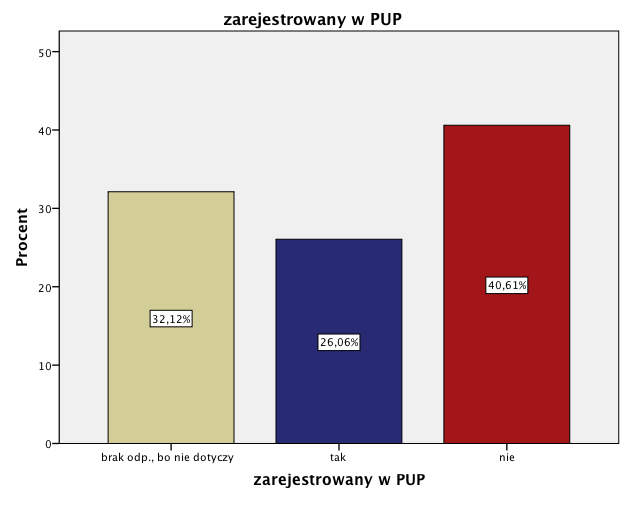 zarejestrowany w PUP
Procent
50
40
30
20
10
0
32,12%
26,06%
40,61%
brak odp., bo nie dotyczy
tak
nie
zarejestrowany w PUP